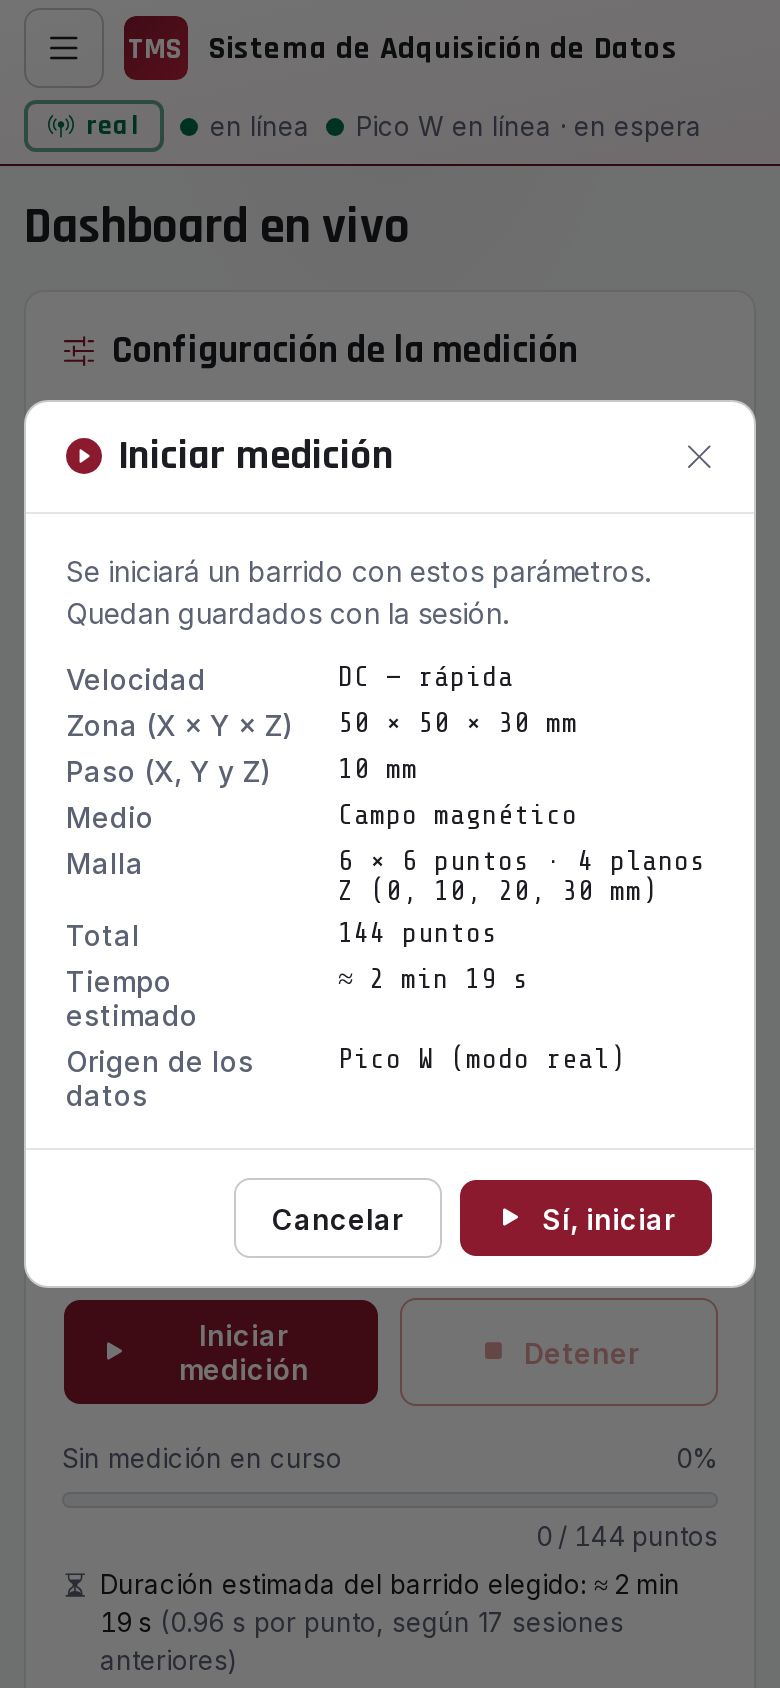 TMS Sistema de Adquisición de Datos
real en línea Pico W en línea · en espera
Dashboard en vivo
Configuración de la medición
Iniciar medición
Se iniciará un barrido con estos parámetros.
Quedan guardados con la sesión.
Velocidad DC – rápida
Zona (X × Y × Z) 50 × 50 × 30 mm
Paso (X, Y y Z) 10 mm
Medio Campo magnético
Malla 6 × 6 puntos · 4 planos
Z (0, 10, 20, 30 mm)
Total 144 puntos
Tiempo ≈ 2 min 19 s
estimado
Origen de los Pico W (modo real)
datos
Cancelar Sí, iniciar
Iniciar
medición
Detener
Sin medición en curso 0%
0 / 144 puntos
Duración estimada del barrido elegido: ≈ 2 min
19 s (0.96 s por punto, según 17 sesiones
anteriores)